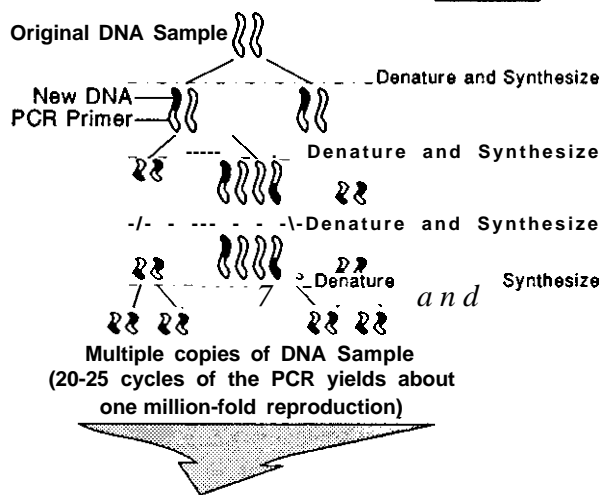 Original DNA Sample
Denature and Synthesize
New DNA
PCR Primer
Denature and Synthesize
Denature and Synthesize
Denature and Synthesize
Multiple copies of DNA Sample
(20-25 cycles of the PCR yields about
one million-fold reproduction)